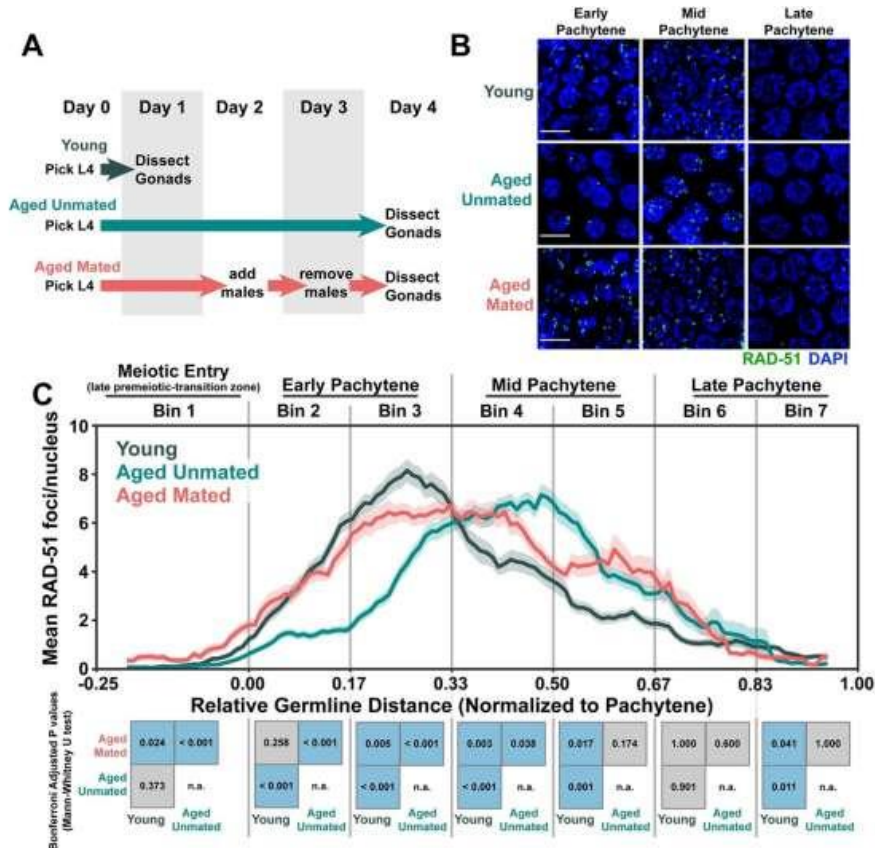 A
Day 0 Day 1 Day 2 Day 3 Day 4
Young
Pick L4 Dissect Gonads
Aged Unmated
Pick L4 Dissect Gonads
Aged Mated
Pick L4 add males remove males Dissect Gonads
B
Early Pachytene Mid Pachytene Late Pachytene
Young
Aged Unmated
Aged Mated
RAD-51 DAPI
C
Meiotic Entry
(late premeiotic-transition zone)
Early Pachytene Mid Pachytene Late Pachytene
Bin 1 Bin 2 Bin 3 Bin 4 Bin 5 Bin 6 Bin 7
Mean RAD-51 foci/nucleus
10
8
6
4
2
0
Young
Aged Unmated
Aged Mated
-0.25 0.00 0.17 0.33 0.50 0.67 0.83 1.00
Relative Germline Distance (Normalized to Pachytene)
Bonferroni Adjusted P values
(Mann-Whitney U test)
Aged Mated 0.024 < 0.001 0.258 < 0.001 0.005 < 0.001 0.003 0.038 0.017 0.174 1.000 0.600 0.041 1.000
Aged Unmated 0.373 n.a. < 0.001 n.a. < 0.001 n.a. < 0.001 n.a. 0.001 n.a. 0.901 n.a. 0.011 n.a.
Young Aged Unmated Young Aged Unmated Young Aged Unmated Young Aged Unmated Young Aged Unmated Young Aged Unmated Young Aged Unmated